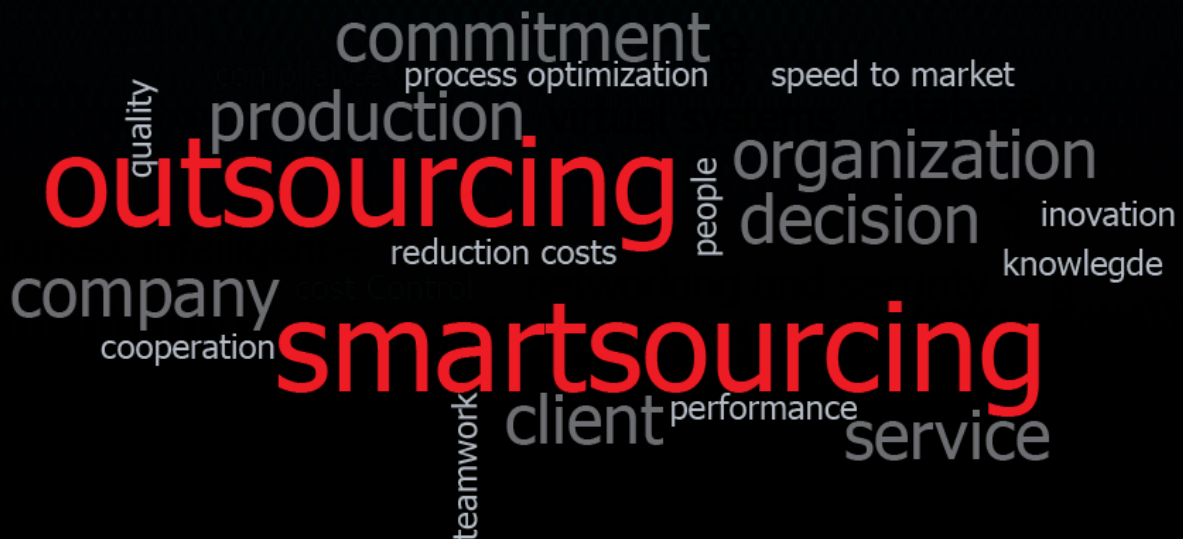 commitment
process optimization
speed to market
quality
production
outsourcing
people
organization
decision
inovation
reduction costs
knowlegde
company
cost Control
cooperation
smartsourcing
teamwork
client
performance
service